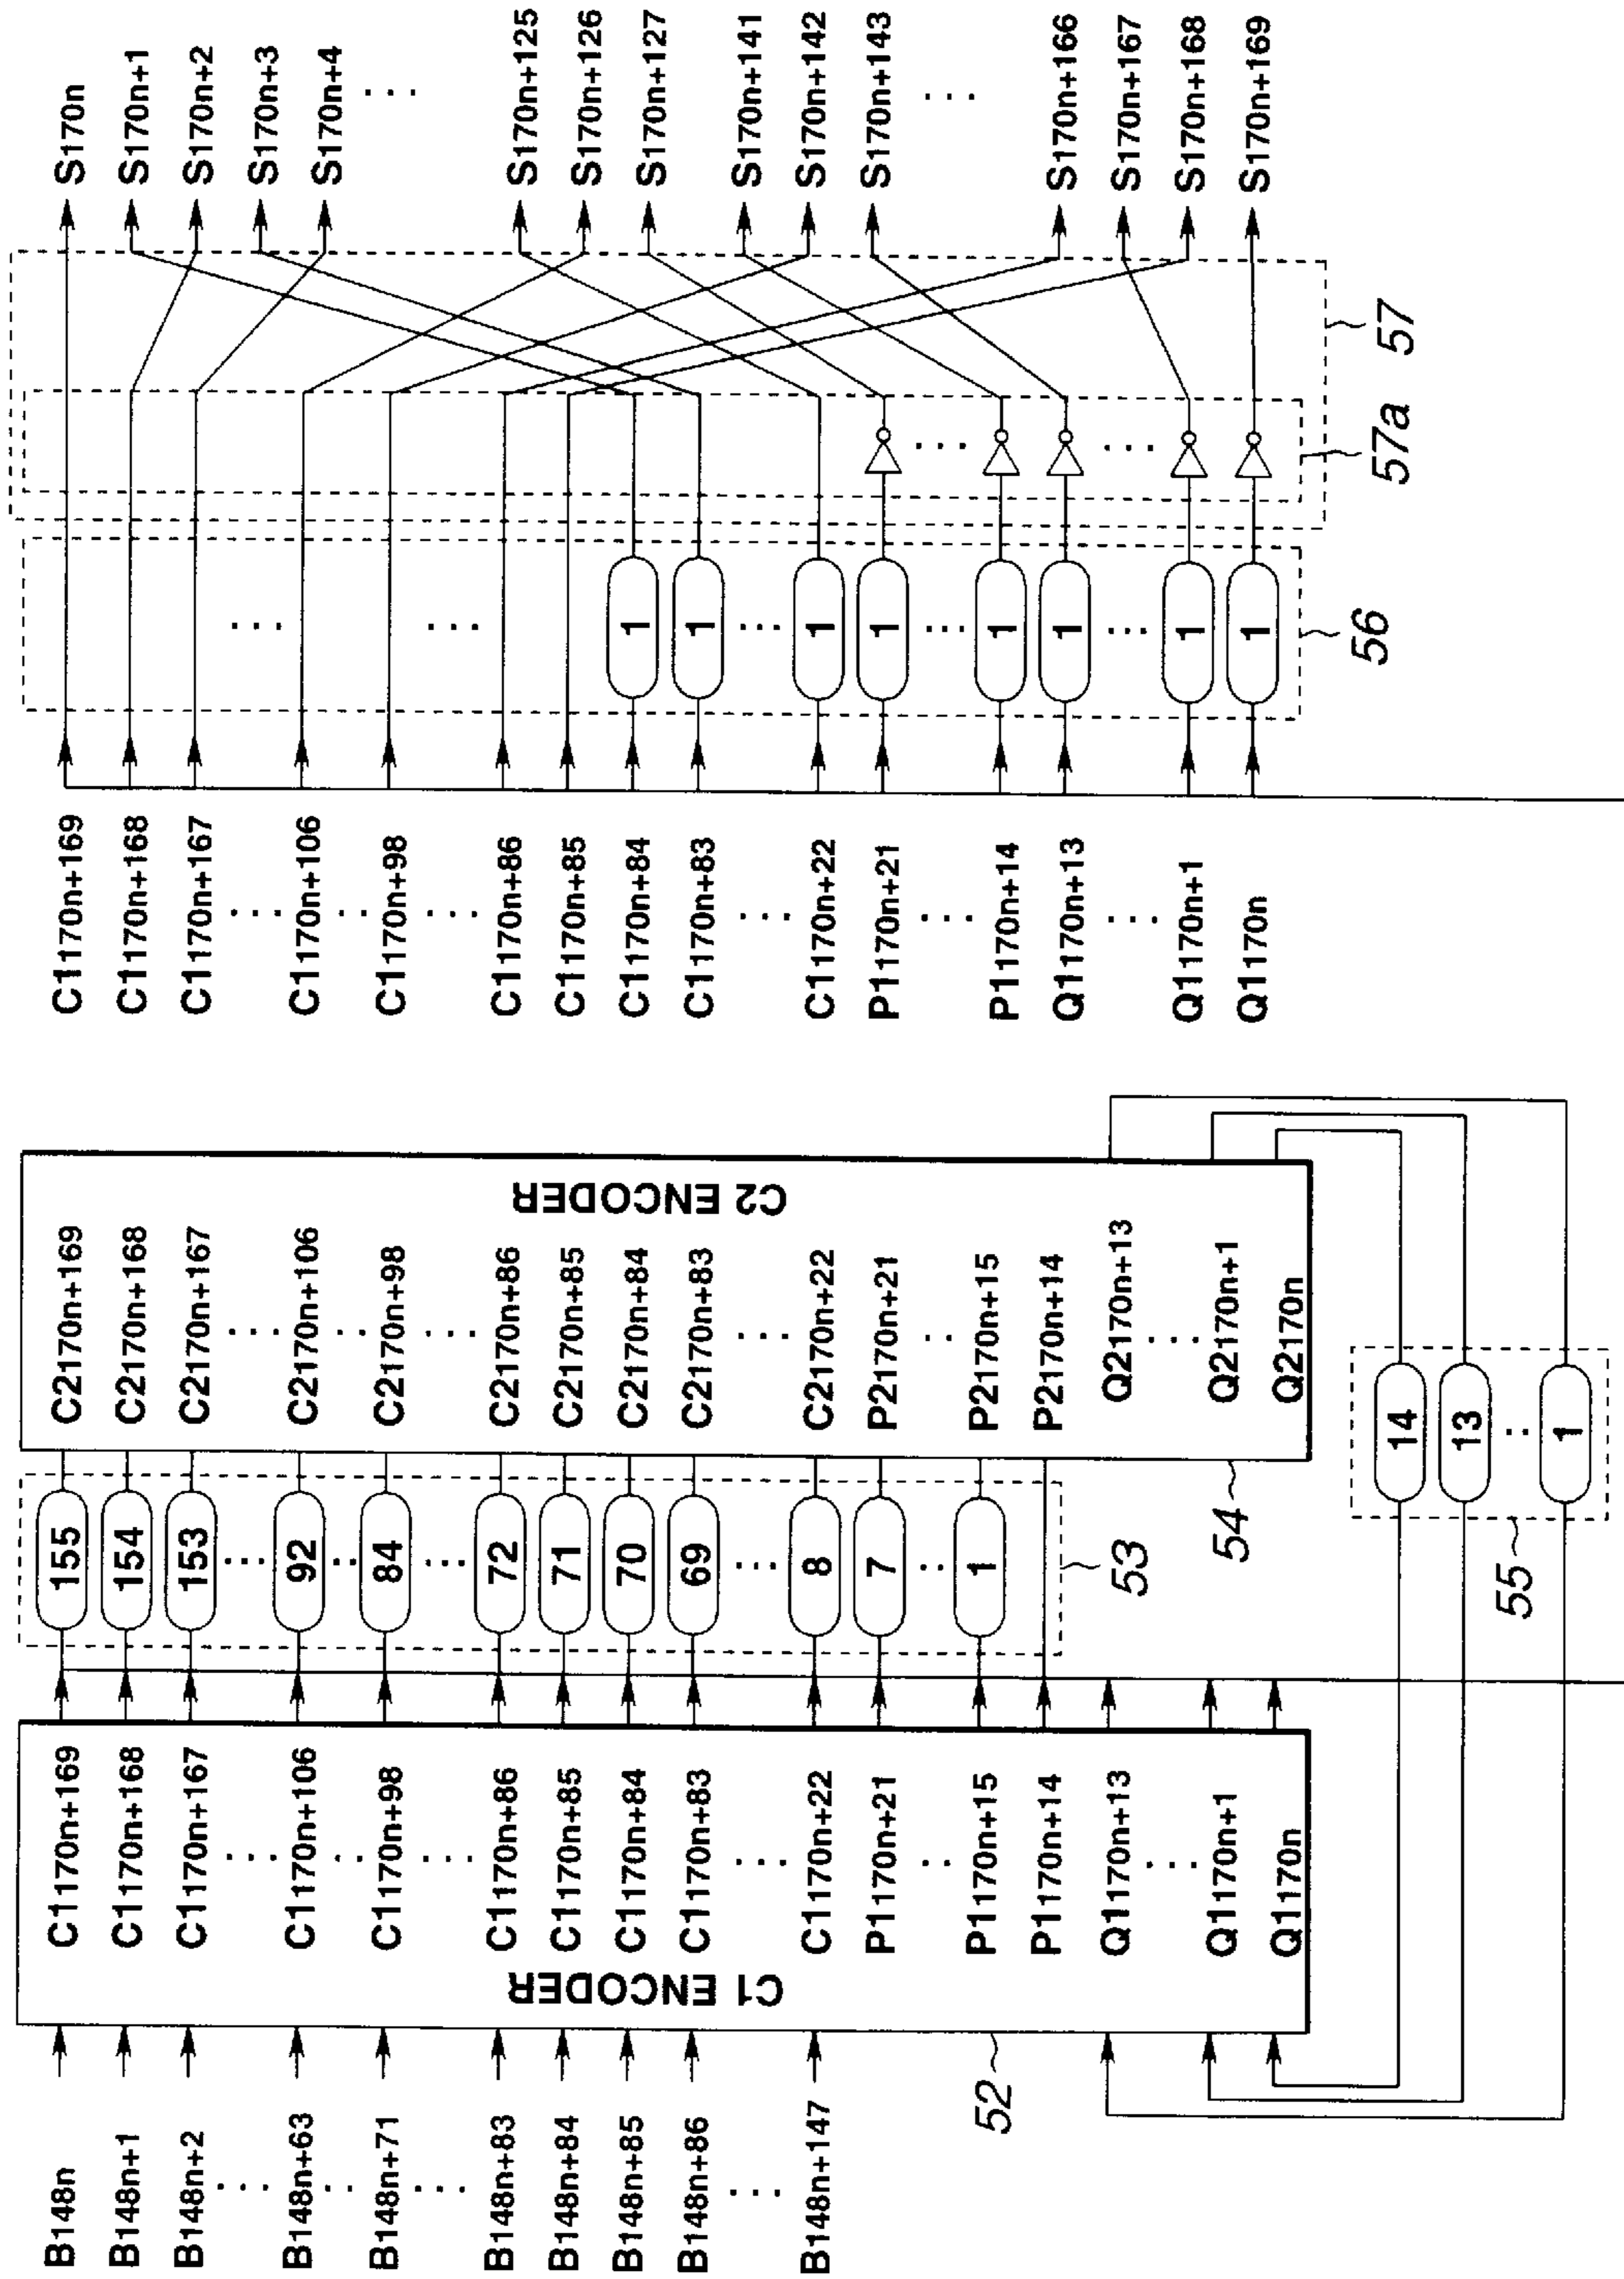 B148n
B148n+1
B148n+2
...
B148n+63
...
B148n+71
...
B148n+83
B148n+84
B148n+85
B148n+86
...
B148n+147
C1 ENCODER
C1170n+169
C1170n+168
C1170n+167
...
C1170n+106
...
C1170n+98
...
C1170n+86
C1170n+85
C1170n+84
C1170n+83
...
C1170n+22
P1170n+21
..
P1170n+15
P1170n+14
Q1170n+13
...
Q1170n+1
Q1170n
52
155
154
153
...
92
..
84
...
72
71
70
69
...
8
7
..
1
53
C2 ENCODER
C2170n+169
C2170n+168
C2170n+167
...
C2170n+106
...
C2170n+98
...
C2170n+86
C2170n+85
C2170n+84
C2170n+83
...
C2170n+22
P2170n+21
..
P2170n+15
P2170n+14
Q2170n+13
...
Q2170n+1
Q2170n
54
14
13
..
1
55
C1170n+169
C1170n+168
C1170n+167
...
C1170n+106
..
C1170n+98
...
C1170n+86
C1170n+85
C1170n+84
C1170n+83
...
C1170n+22
P1170n+21
...
P1170n+14
Q1170n+13
...
Q1170n+1
Q1170n
...
...
1
1
...
1
1
...
1
1
...
1
1
56
...
...
57a
57
S170n
S170n+1
S170n+2
S170n+3
S170n+4
...
S170n+125
S170n+126
S170n+127
S170n+141
S170n+142
S170n+143
...
S170n+166
S170n+167
S170n+168
S170n+169